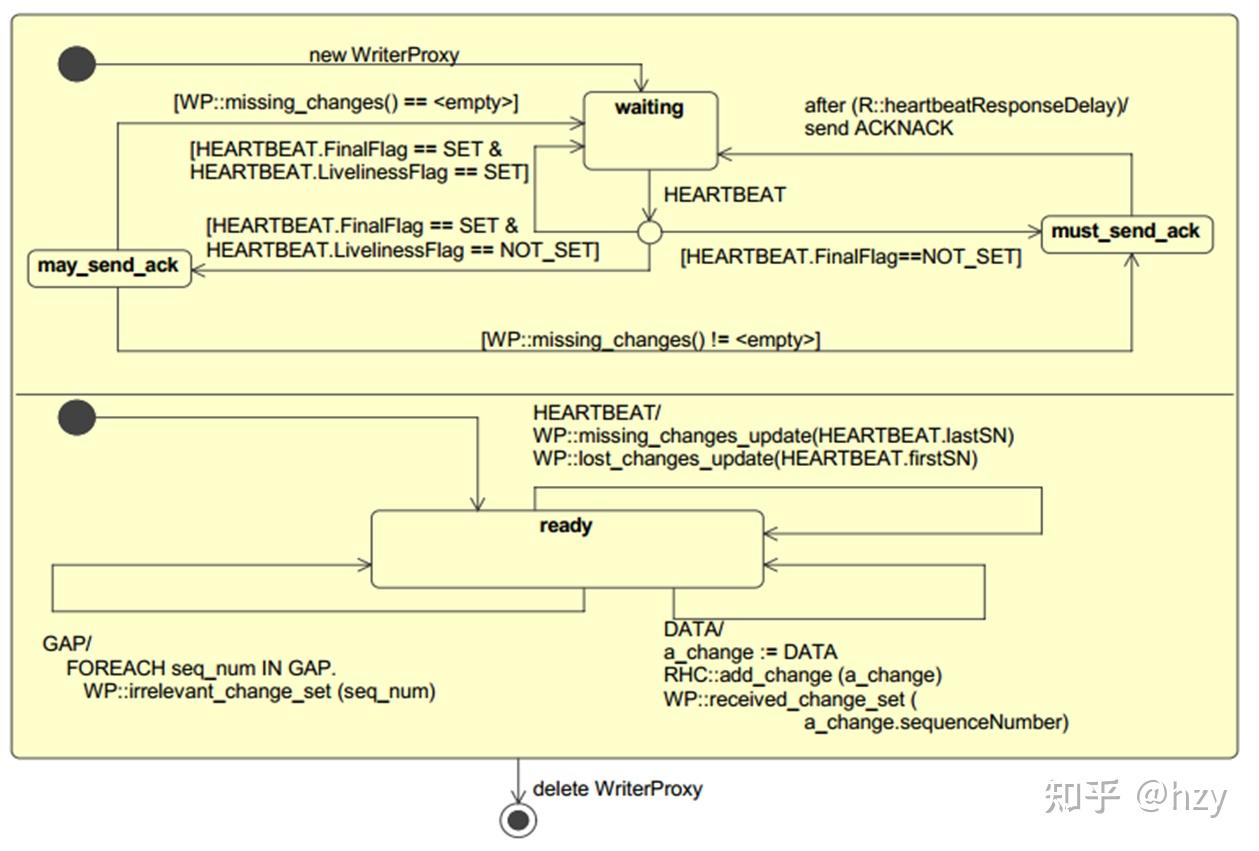 new WriterProxy
[WP::missing_changes() == <empty>]
waiting
after (R::heartbeatResponseDelay)/
send ACKNACK
[HEARTBEAT.FinalFlag == SET &
HEARTBEAT.LivelinessFlag == SET]
HEARTBEAT
[HEARTBEAT.FinalFlag == SET &
HEARTBEAT.LivelinessFlag == NOT_SET]
must_send_ack
may_send_ack
[HEARTBEAT.FinalFlag==NOT_SET]
[WP::missing_changes() != <empty>]
HEARTBEAT/
WP::missing_changes_update(HEARTBEAT.lastSN)
WP::lost_changes_update(HEARTBEAT.firstSN)
ready
GAP/
FOREACH seq_num IN GAP.
WP::irrelevant_change_set (seq_num)
DATA/
a_change := DATA
RHC::add_change (a_change)
WP::received_change_set (
a_change.sequenceNumber)
delete WriterProxy
知乎 @hzy